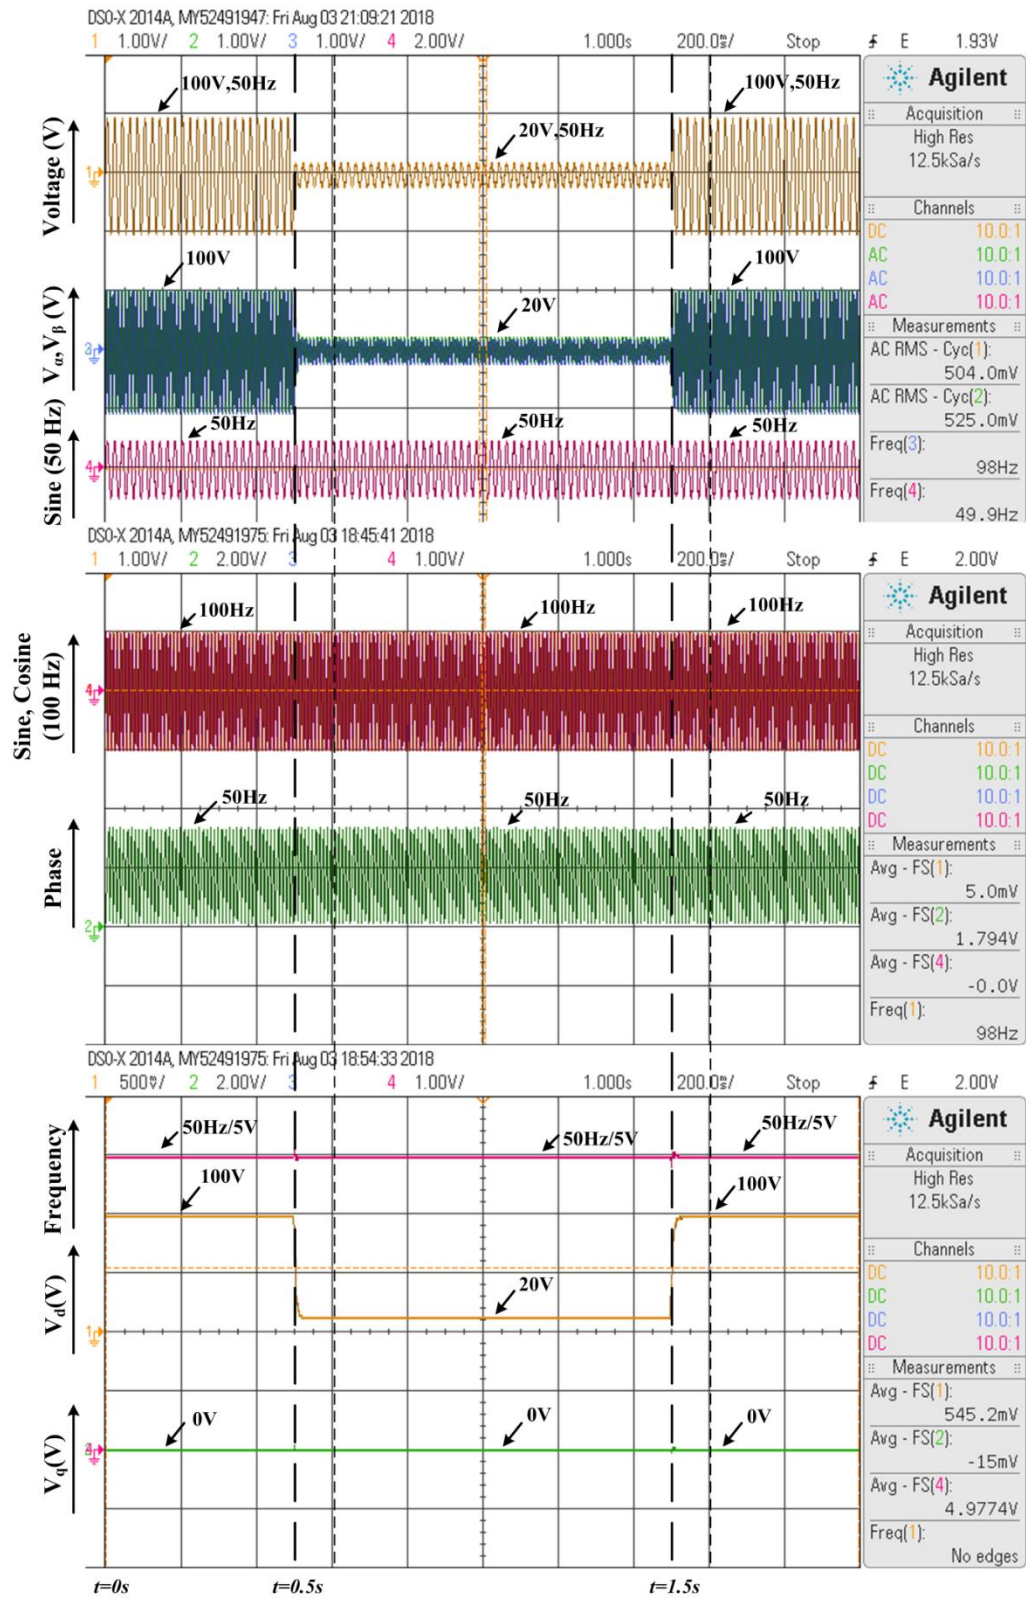 DSO-X 2014A, MY52491947: Fri Aug 03 21:09:21 2018
1 1.00V/ 2 1.00V/ 3 1.00V/ 4 2.00V/ 1.000s 200.0ms/ Stop E 1.93V
Agilent
Acquisition
High Res
12.5kSa/s
Channels
DC 10.0:1
AC 10.0:1
AC 10.0:1
AC 10.0:1
Measurements
AC RMS - Cyc(1):
504.0mV
AC RMS - Cyc(2):
525.0mV
Freq(3):
98Hz
Freq(4):
49.9Hz
Voltage (V)
100V,50Hz
20V,50Hz
100V,50Hz
1
Vα,Vβ (V)
100V
20V
100V
3
Sine (50 Hz)
50Hz
50Hz
50Hz
4
DSO-X 2014A, MY52491975: Fri Aug 03 18:45:41 2018
1 1.00V/ 2 2.00V/ 3 4 1.00V/ 1.000s 200.0ms/ Stop E 2.00V
Agilent
Acquisition
High Res
12.5kSa/s
Channels
DC 10.0:1
DC 10.0:1
DC 10.0:1
DC 10.0:1
Measurements
Avg - FS(1):
5.0mV
Avg - FS(2):
1.794V
Avg - FS(4):
-0.0V
Freq(1):
98Hz
Sine, Cosine
(100 Hz)
100Hz
100Hz
100Hz
4
Phase
50Hz
50Hz
50Hz
2
DSO-X 2014A, MY52491975: Fri Aug 03 18:54:33 2018
1 500mV/ 2 2.00V/ 3 4 1.00V/ 1.000s 200.0ms/ Stop E 2.00V
Agilent
Acquisition
High Res
12.5kSa/s
Channels
DC 10.0:1
DC 10.0:1
DC 10.0:1
DC 10.0:1
Measurements
Avg - FS(1):
545.2mV
Avg - FS(2):
-15mV
Avg - FS(4):
4.9774V
Freq(1):
No edges
Frequency
50Hz/5V
50Hz/5V
50Hz/5V
Vd(V)
100V
20V
100V
1
Vq(V)
0V
0V
0V
t=0s
t=0.5s
t=1.5s